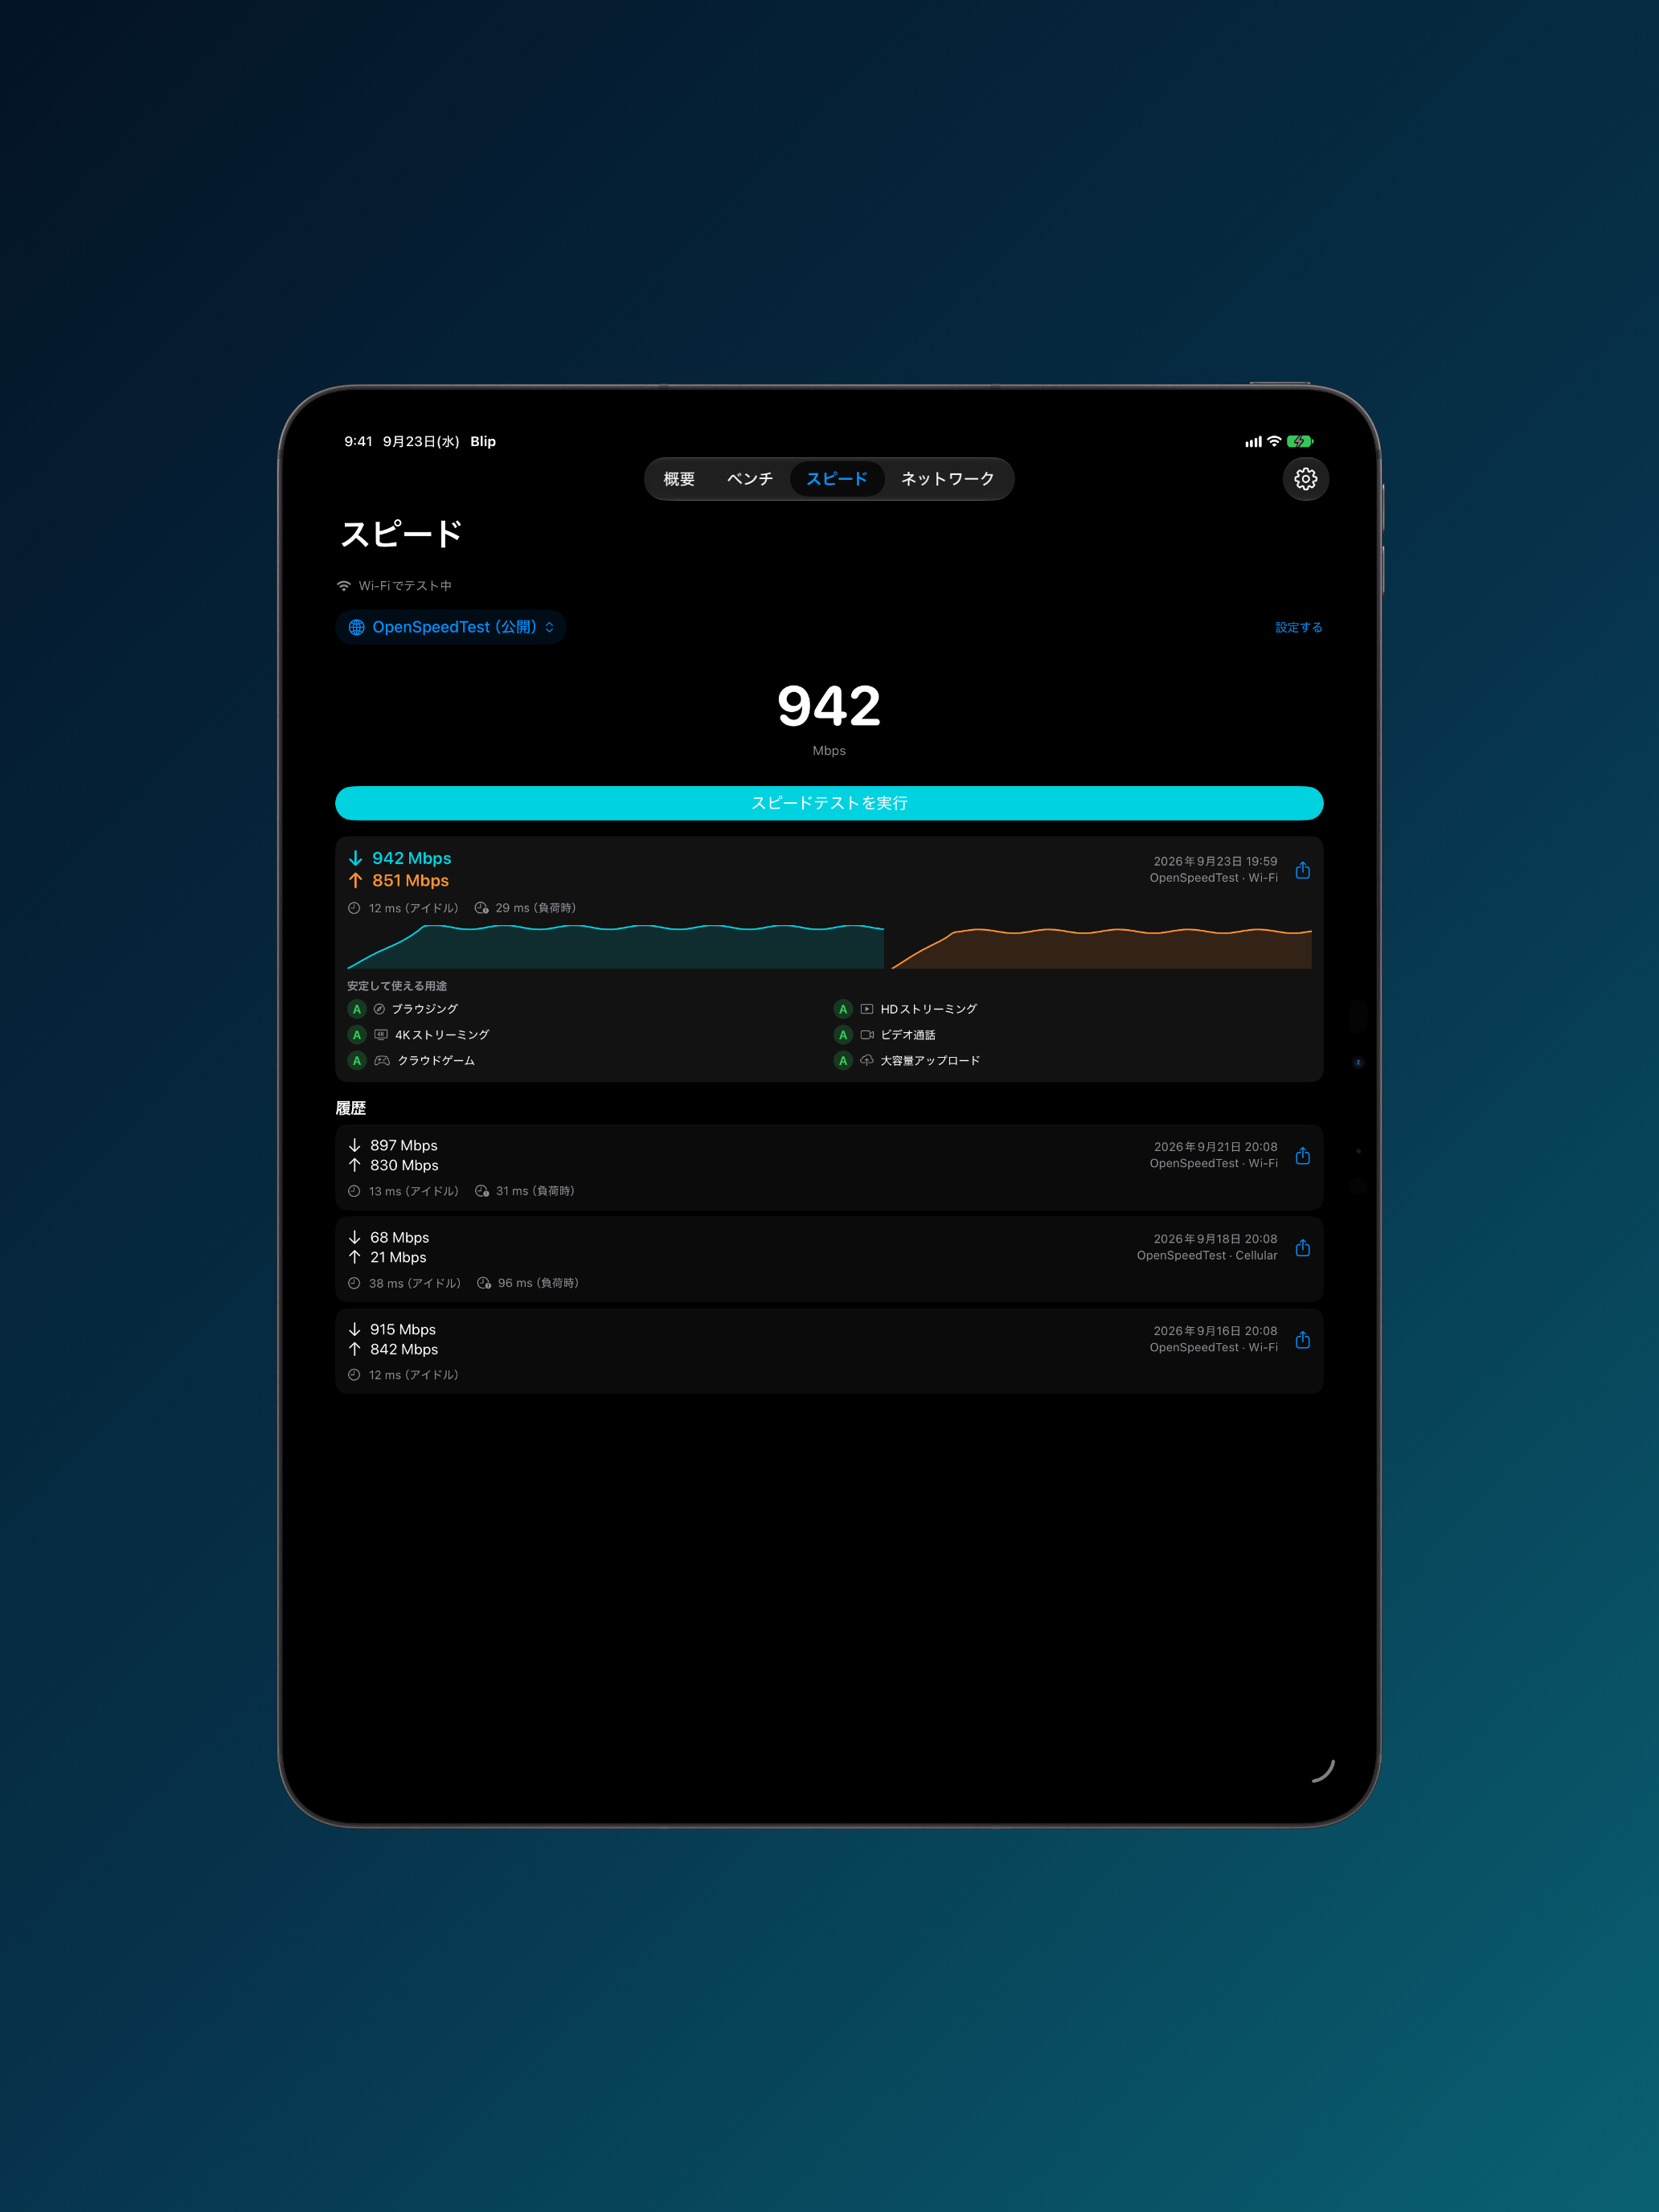 9:41 9月23日(水) Blip
概要 ベンチ スピード ネットワーク
スピード
Wi-Fiでテスト中
OpenSpeedTest（公開） 設定する
942
Mbps
スピードテストを実行
942 Mbps
851 Mbps
2026年9月23日 19:59
OpenSpeedTest · Wi-Fi
12 ms（アイドル） 29 ms（負荷時）
安定して使える用途
A ブラウジング A HDストリーミング
A 4K 4Kストリーミング A ビデオ通話
A クラウドゲーム A 大容量アップロード
履歴
897 Mbps
830 Mbps
2026年9月21日 20:08
OpenSpeedTest · Wi-Fi
13 ms（アイドル） 31 ms（負荷時）
68 Mbps
21 Mbps
2026年9月18日 20:08
OpenSpeedTest · Cellular
38 ms（アイドル） 96 ms（負荷時）
915 Mbps
842 Mbps
2026年9月16日 20:08
OpenSpeedTest · Wi-Fi
12 ms（アイドル）